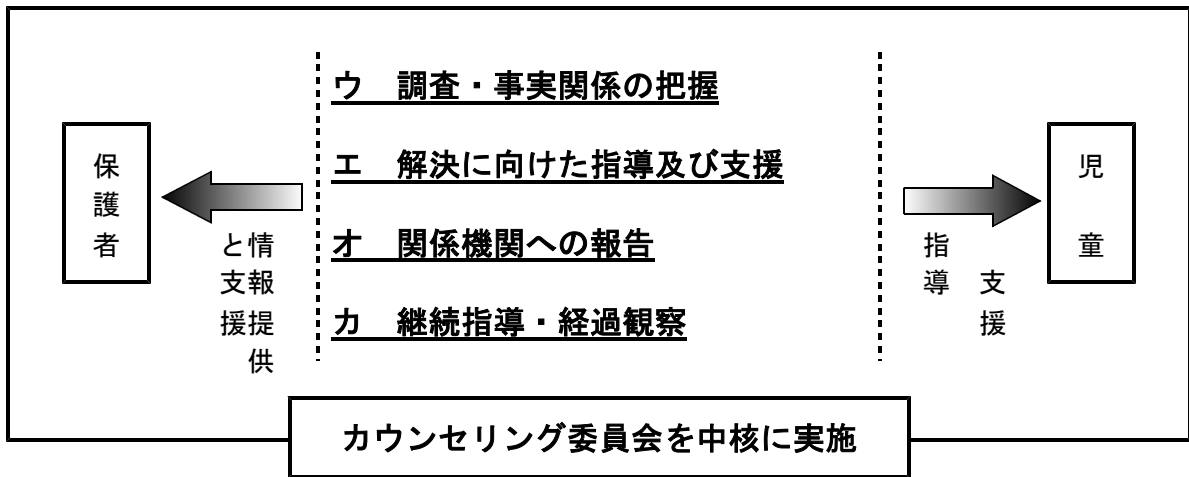 ウ　調査・事実関係の把握
エ　解決に向けた指導及び支援
オ　関係機関への報告
カ　継続指導・経過観察
保護者
情報提供
と支援
児童
支援
指導
カウンセリング委員会を中核に実施